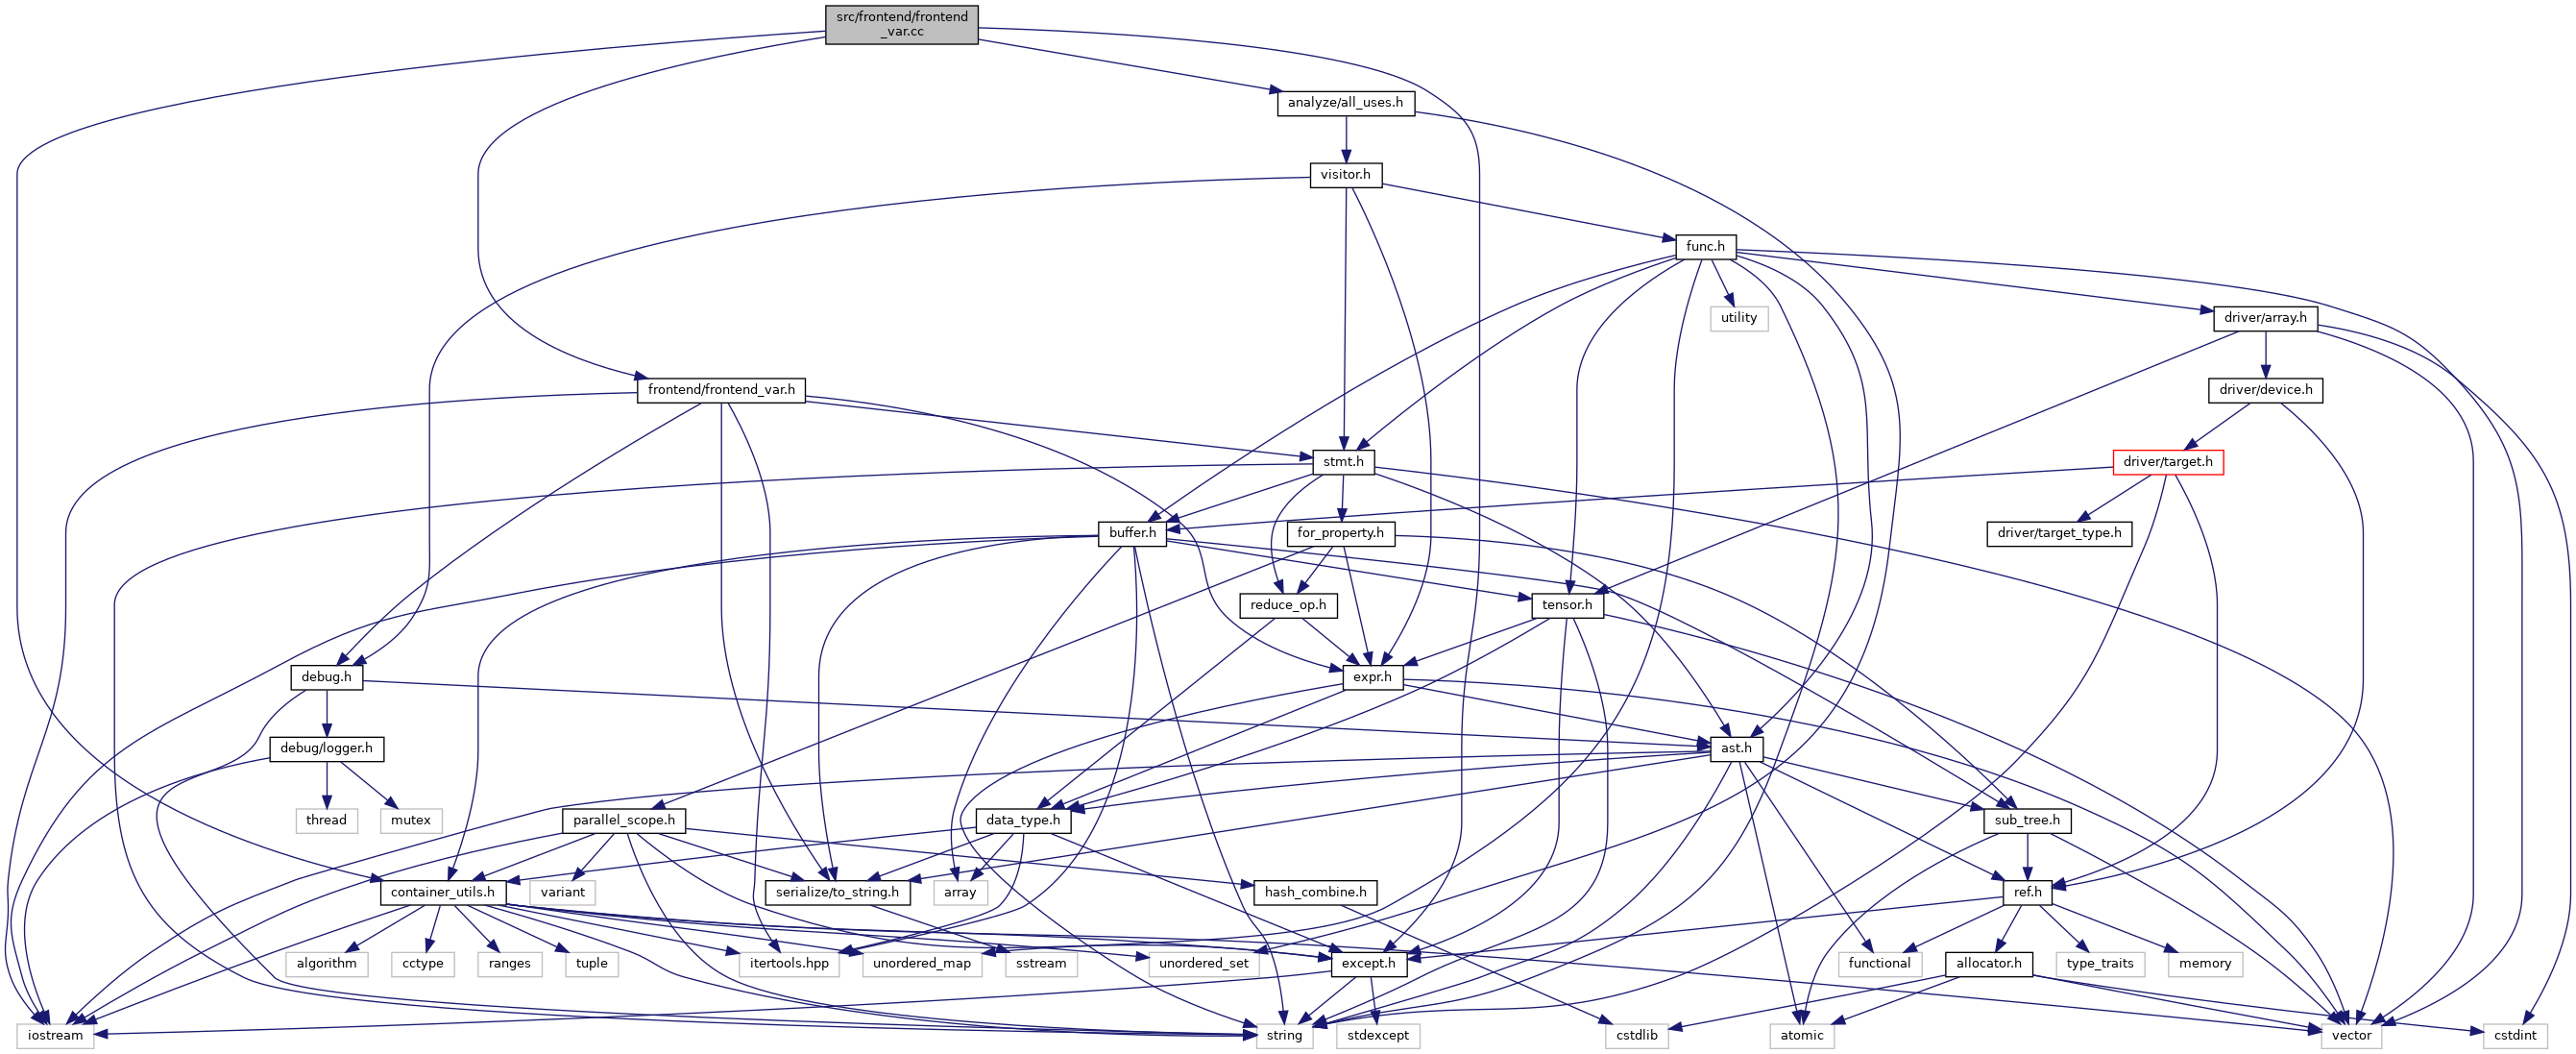 src/frontend/frontend
_var.cc
analyze/all_uses.h
visitor.h
func.h
utility
driver/array.h
frontend/frontend_var.h
driver/device.h
stmt.h
driver/target.h
buffer.h
for_property.h
driver/target_type.h
reduce_op.h
tensor.h
debug.h
expr.h
debug/logger.h
ast.h
thread
mutex
parallel_scope.h
data_type.h
sub_tree.h
container_utils.h
variant
serialize/to_string.h
array
hash_combine.h
ref.h
algorithm
cctype
ranges
tuple
itertools.hpp
unordered_map
sstream
unordered_set
except.h
functional
allocator.h
type_traits
memory
iostream
string
stdexcept
cstdlib
atomic
vector
cstdint